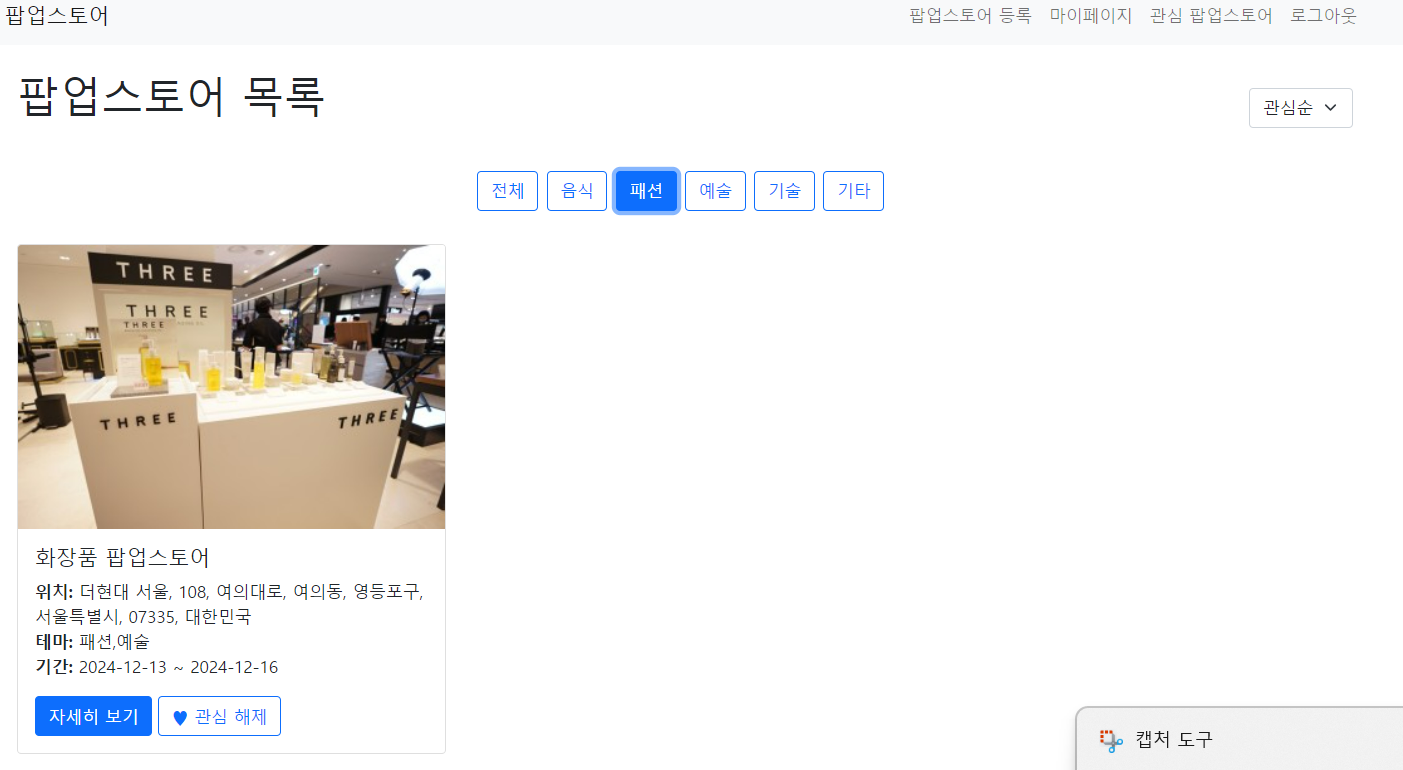 팝업스토어
팝업스토어 등록 마이페이지 관심 팝업스토어 로그아웃
팝업스토어 목록
관심순
전체 음식 패션 예술 기술 기타
THREE
THREE
THREE
THREE
THREE
화장품 팝업스토어
위치: 더현대 서울, 108, 여의대로, 여의동, 영등포구,
서울특별시, 07335, 대한민국
테마: 패션,예술
기간: 2024-12-13 ~ 2024-12-16
자세히 보기 ♥ 관심 해제
캡처 도구